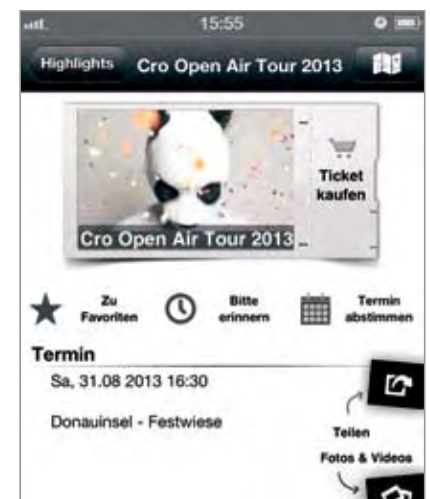 15:55
Highlights
Cro Open Air Tour 2013
Ticket
kaufen
Cro Open Air Tour 2013
Zu
Favoriten
Bitte
erinnern
Termin
abstimmen
Termin
Sa, 31.08 2013 16:30
Donauinsel - Festwiese
Teilen
Fotos & Videos